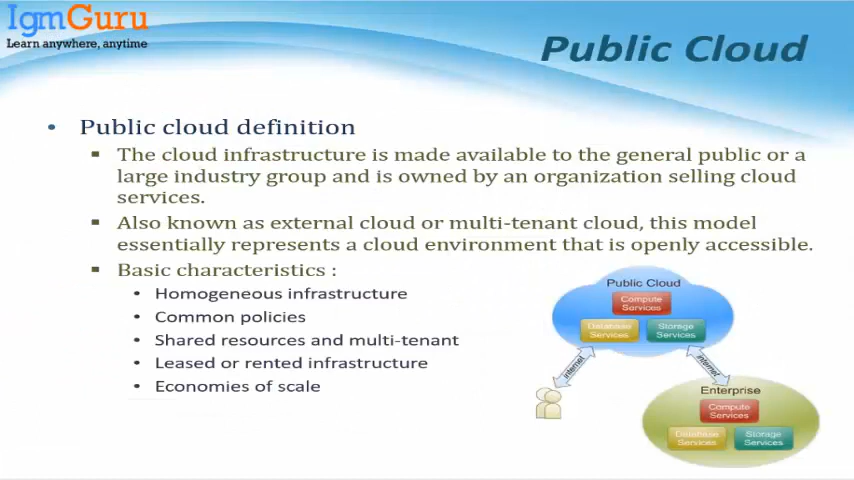 IgmGuru
Learn anywhere, anytime
Public Cloud
• Public cloud definition
▪ The cloud infrastructure is made available to the general public or a
large industry group and is owned by an organization selling cloud
services.
▪ Also known as external cloud or multi-tenant cloud, this model
essentially represents a cloud environment that is openly accessible.
▪ Basic characteristics :
• Homogeneous infrastructure
• Common policies
• Shared resources and multi-tenant
• Leased or rented infrastructure
• Economies of scale
Public Cloud
Compute
Services
Database
Services
Storage
Services
internet
internet
Enterprise
Compute
Services
Database
Services
Storage
Services